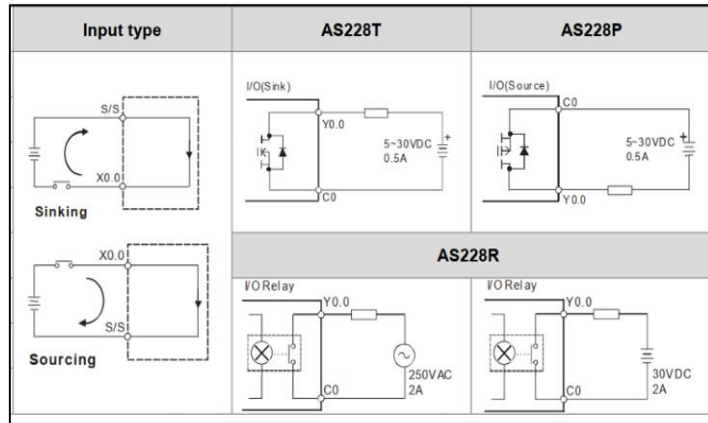 Input type
AS228T
AS228P
S/S
X0.0
Sinking
X0.0
S/S
Sourcing
I/O(Sink)
Y0.0
5~30VDC
0.5A
+
C0
I/O(Source)
C0
5~30VDC
0.5A
+
Y0.0
AS228R
I/O Relay
Y0.0
250VAC
2A
C0
I/O Relay
Y0.0
30VDC
2A
C0